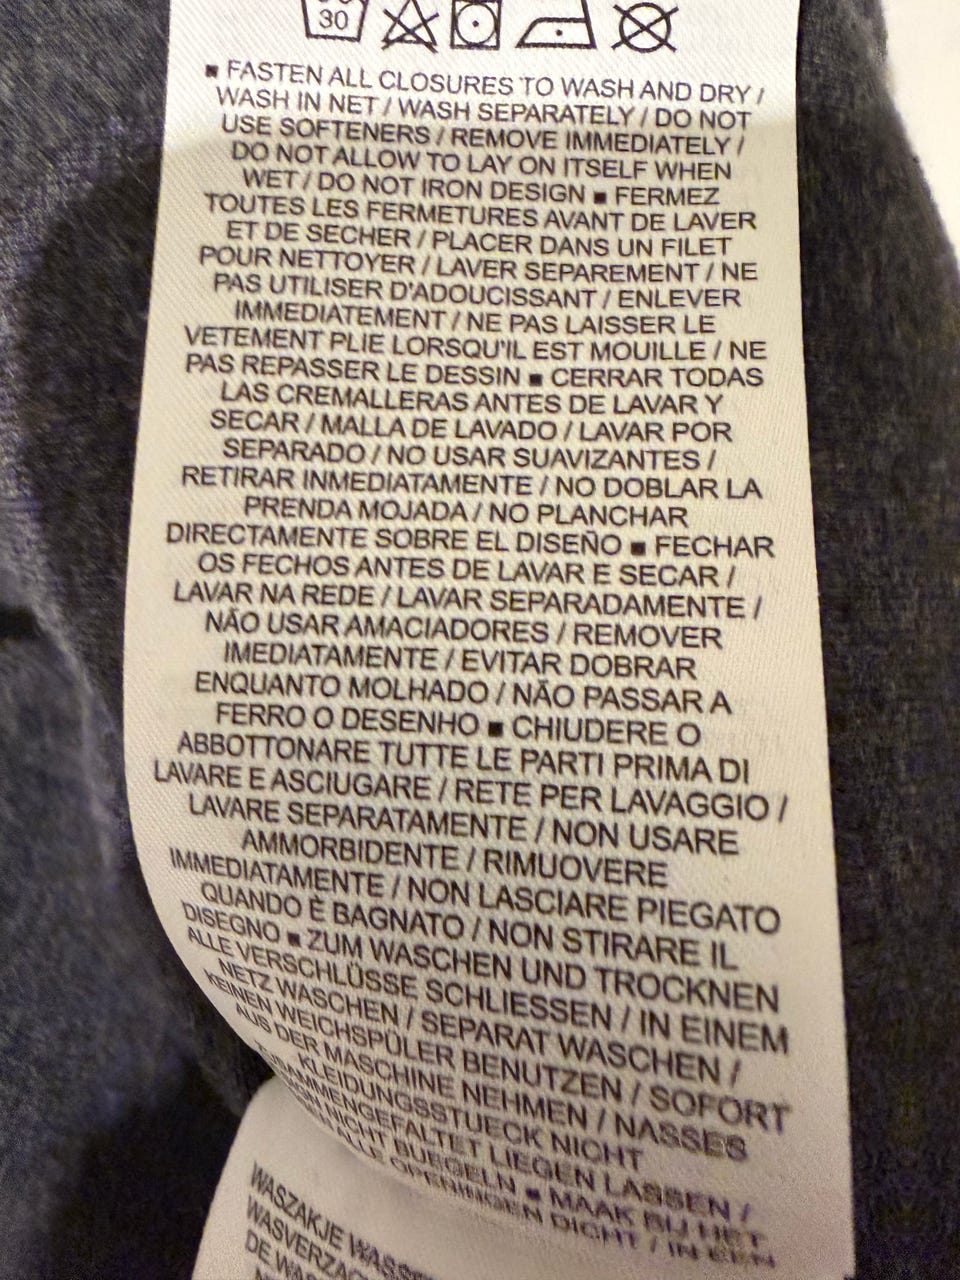 30
▪ FASTEN ALL CLOSURES TO WASH AND DRY /
WASH IN NET / WASH SEPARATELY / DO NOT
USE SOFTENERS / REMOVE IMMEDIATELY /
DO NOT ALLOW TO LAY ON ITSELF WHEN
WET / DO NOT IRON DESIGN ▪ FERMEZ
TOUTES LES FERMETURES AVANT DE LAVER
ET DE SECHER / PLACER DANS UN FILET
POUR NETTOYER / LAVER SEPAREMENT / NE
PAS UTILISER D'ADOUCISSANT / ENLEVER
IMMEDIATEMENT / NE PAS LAISSER LE
VETEMENT PLIE LORSQU'IL EST MOUILLE / NE
PAS REPASSER LE DESSIN ▪ CERRAR TODAS
LAS CREMALLERAS ANTES DE LAVAR Y
SECAR / MALLA DE LAVADO / LAVAR POR
SEPARADO / NO USAR SUAVIZANTES /
RETIRAR INMEDIATAMENTE / NO DOBLAR LA
PRENDA MOJADA / NO PLANCHAR
DIRECTAMENTE SOBRE EL DISEÑO ▪ FECHAR
OS FECHOS ANTES DE LAVAR E SECAR /
LAVAR NA REDE / LAVAR SEPARADAMENTE /
NÃO USAR AMACIADORES / REMOVER
IMEDIATAMENTE / EVITAR DOBRAR
ENQUANTO MOLHADO / NÃO PASSAR A
FERRO O DESENHO ▪ CHIUDERE O
ABBOTTONARE TUTTE LE PARTI PRIMA DI
LAVARE E ASCIUGARE / RETE PER LAVAGGIO /
LAVARE SEPARATAMENTE / NON USARE
AMMORBIDENTE / RIMUOVERE
IMMEDIATAMENTE / NON LASCIARE PIEGATO
QUANDO È BAGNATO / NON STIRARE IL
DISEGNO ▪ ZUM WASCHEN UND TROCKNEN
ALLE VERSCHLÜSSE SCHLIESSEN / IN EINEM
NETZ WASCHEN / SEPARAT WASCHEN /
KEINEN WEICHSPÜLER BENUTZEN / SOFORT
AUS DER MASCHINE NEHMEN / NASSES
KLEIDUNGSSTUECK NICHT
ZUSAMMENGEFALTET LIEGEN LASSEN /
NICHT BUEGELN ▪ MAAK BIJ HET
ALLE OPENINGEN DICHT / IN EEN
WASZAKJE
WASVERZAC
DE WAS